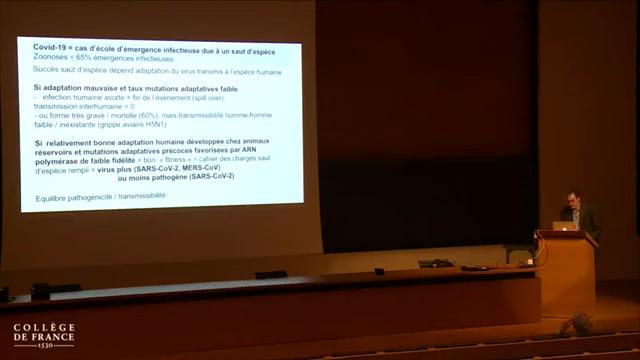 Covid-19 = cas d'école d'émergence infectieuse due à un saut d'espèce
Zoonoses = 65% émergences infectieuses
Succès saut d'espèce dépend adaptation du virus transmis à l'espèce humaine
Si adaptation mauvaise et taux mutations adaptatives faible:
- infection humaine avorte = fin de l'évènement (spill over),
transmission interhumaine = 0
- ou forme très grave / mortelle (60%), mais transmissibilité homme-homme
faible / inexistante (grippe aviaire H5N1)
Si relativement bonne adaptation humaine développée chez animaux
réservoirs et mutations adaptatives précoces favorisées par ARN
polymérase de faible fidélité = bon « fitness » = cahier des charges saut
d'espèce rempli = virus plus (SARS-CoV-2, MERS-CoV)
ou moins pathogène (SARS-CoV-2)
Equilibre pathogénicité / transmissibilité
COLLÈGE
DE FRANCE
1530